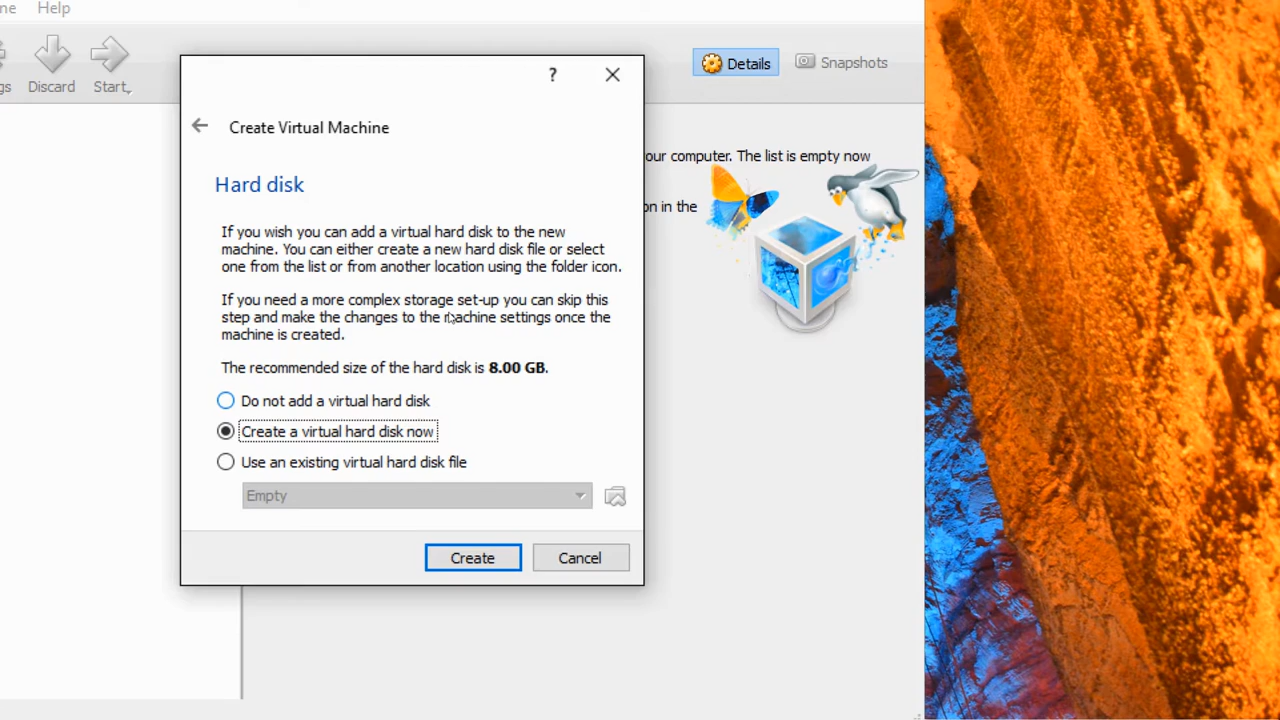 ne Help
gs Discard Start
Details Snapshots
? 
Create Virtual Machine
your computer. The list is empty now
on in the
Hard disk
If you wish you can add a virtual hard disk to the new
machine. You can either create a new hard disk file or select
one from the list or from another location using the folder icon.
If you need a more complex storage set-up you can skip this
step and make the changes to the machine settings once the
machine is created.
The recommended size of the hard disk is 8.00 GB.
Do not add a virtual hard disk
Create a virtual hard disk now
Use an existing virtual hard disk file
Empty
Create Cancel